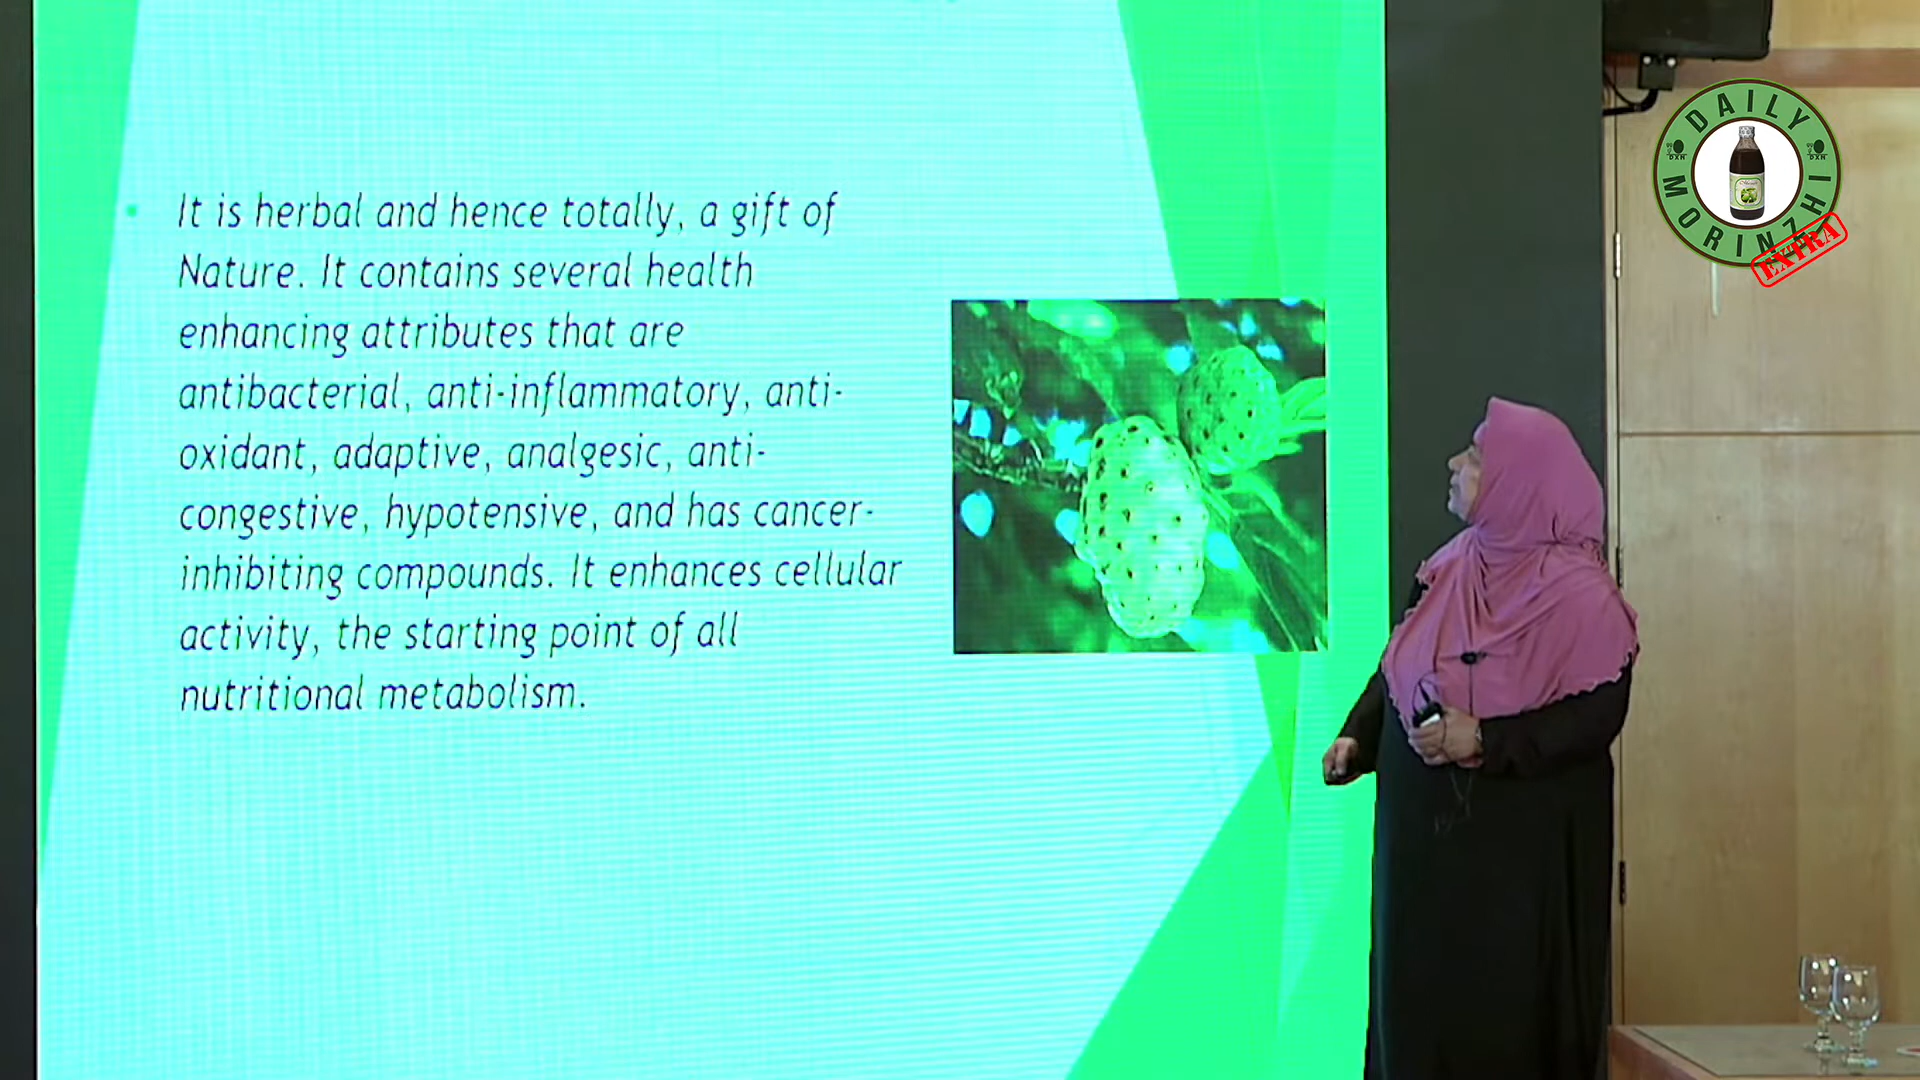 It is herbal and hence totally, a gift of
Nature. It contains several health
enhancing attributes that are
antibacterial, anti-inflammatory, anti-
oxidant, adaptive, analgesic, anti-
congestive, hypotensive, and has cancer-
inhibiting compounds. It enhances cellular
activity, the starting point of all
nutritional metabolism.
DAILY
DXN
DXN
MORINZHI
EXTRA